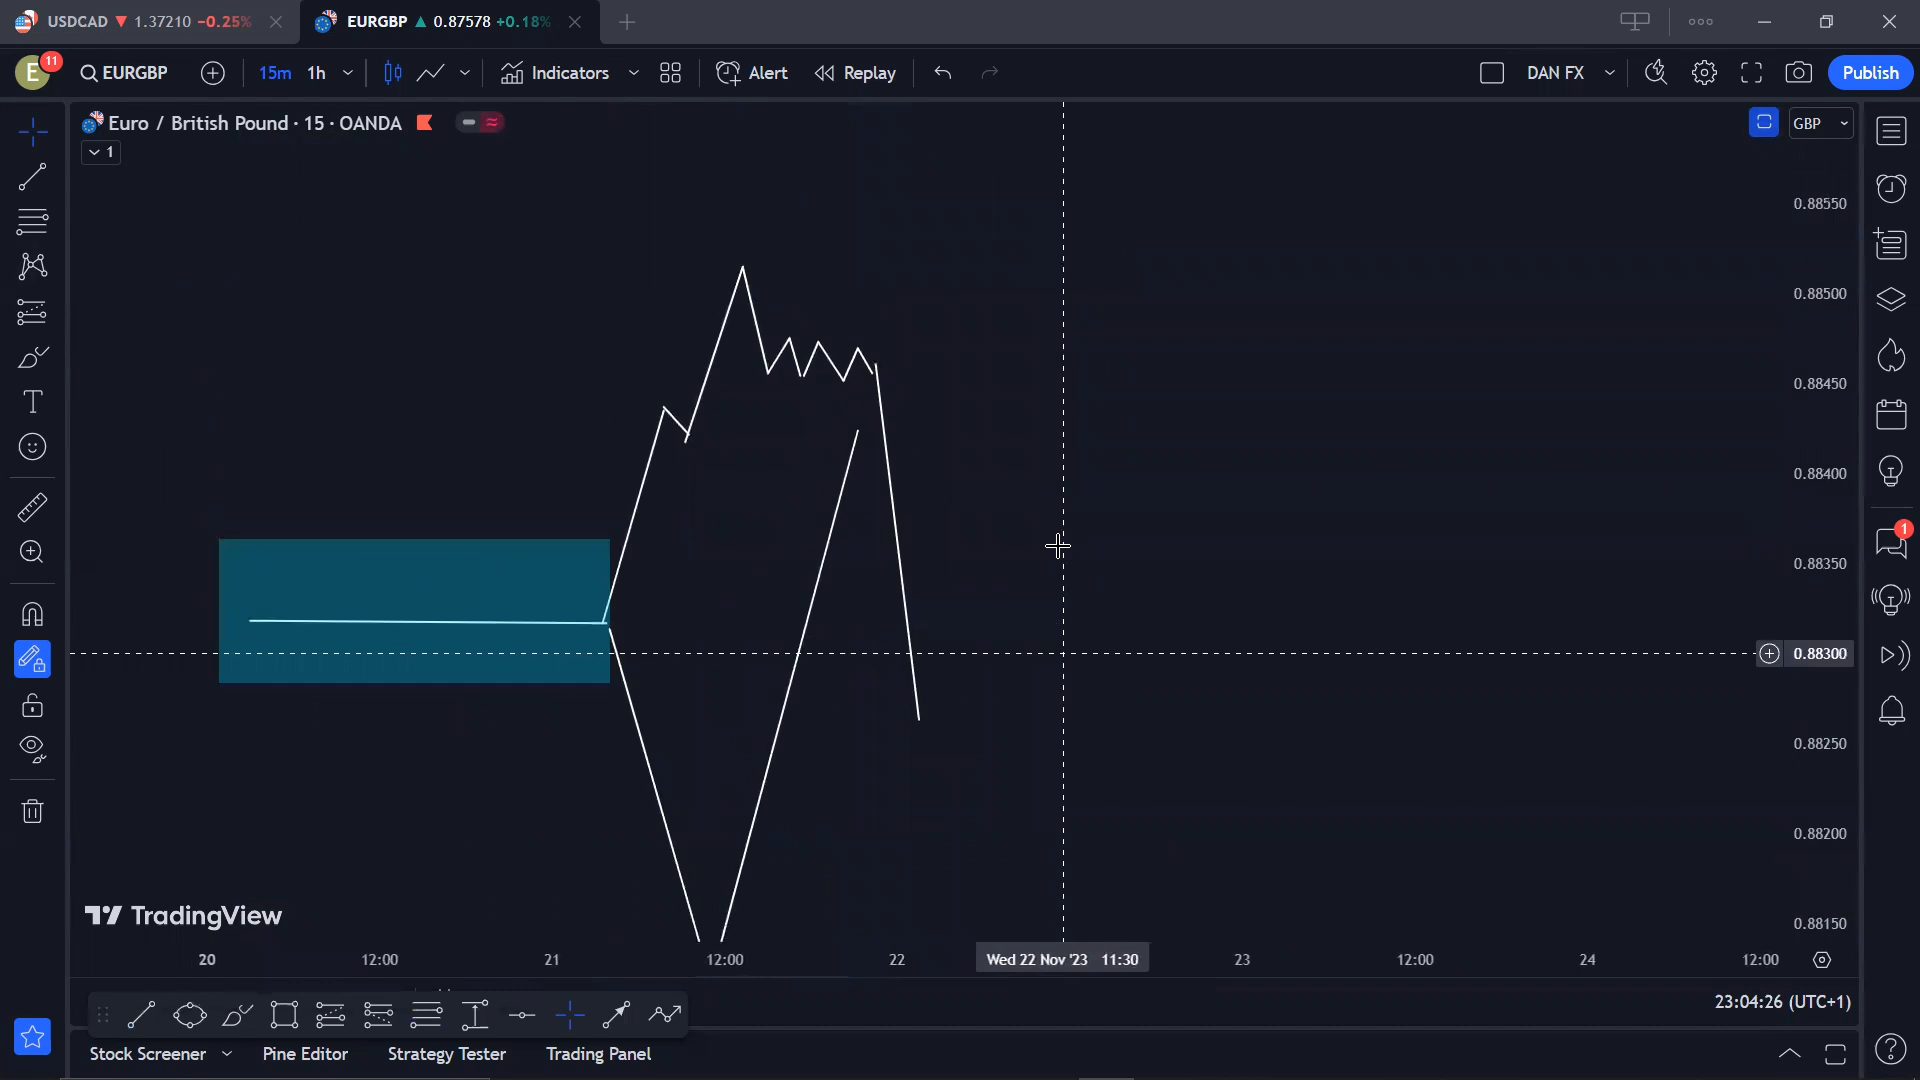 USDCAD ▼ 1.37210 −0.25%
EURGBP ▲ 0.87578 +0.18%
E
11
EURGBP
15m
1h
Indicators
Alert
Replay
DAN FX
Publish
Euro / British Pound · 15 · OANDA
GBP
1
0.88550
0.88500
0.88450
0.88400
0.88350
0.88300
0.88250
0.88200
0.88150
1
TradingView
20
12:00
21
12:00
22
Wed 22 Nov '23 11:30
23
12:00
24
12:00
23:04:26 (UTC+1)
Stock Screener
Pine Editor
Strategy Tester
Trading Panel